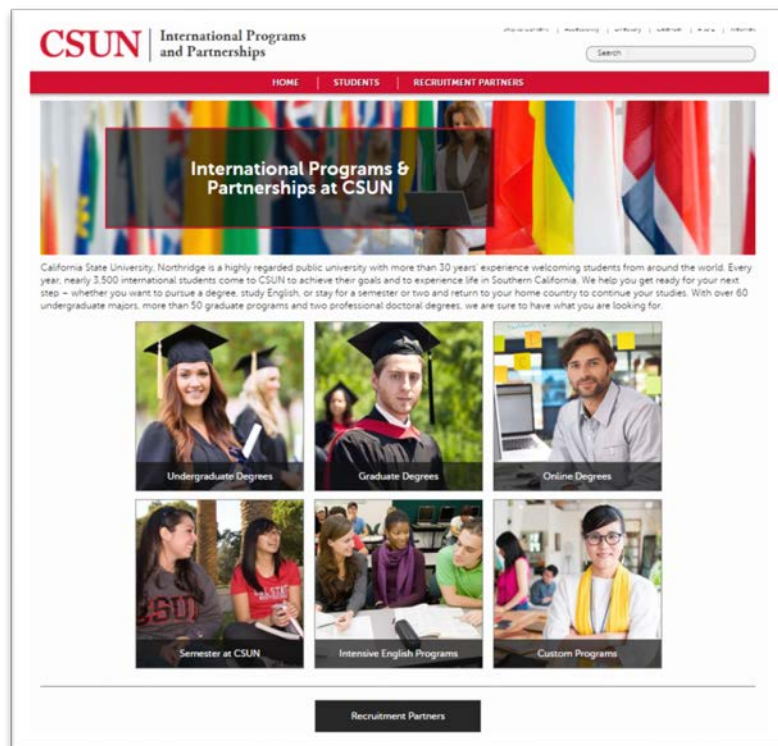 CSUN
International Programs
and Partnerships
Search
HOME
STUDENTS
RECRUITMENT PARTNERS
International Programs &
Partnerships at CSUN
California State University, Northridge is a highly regarded public university with more than 30 years' experience welcoming students from around the world. Every
year, nearly 3,500 international students come to CSUN to achieve their goals and to experience life in Southern California. We help you get ready for your next
step – whether you want to pursue a degree, study English, or stay for a semester or two and return to your home country to continue your studies. With over 60
undergraduate majors, more than 50 graduate programs and two professional doctoral degrees, we are sure to have what you are looking for.
Undergraduate Degrees
Graduate Degrees
Online Degrees
CSU
Semester at CSUN
Intensive English Programs
Custom Programs
Recruitment Partners